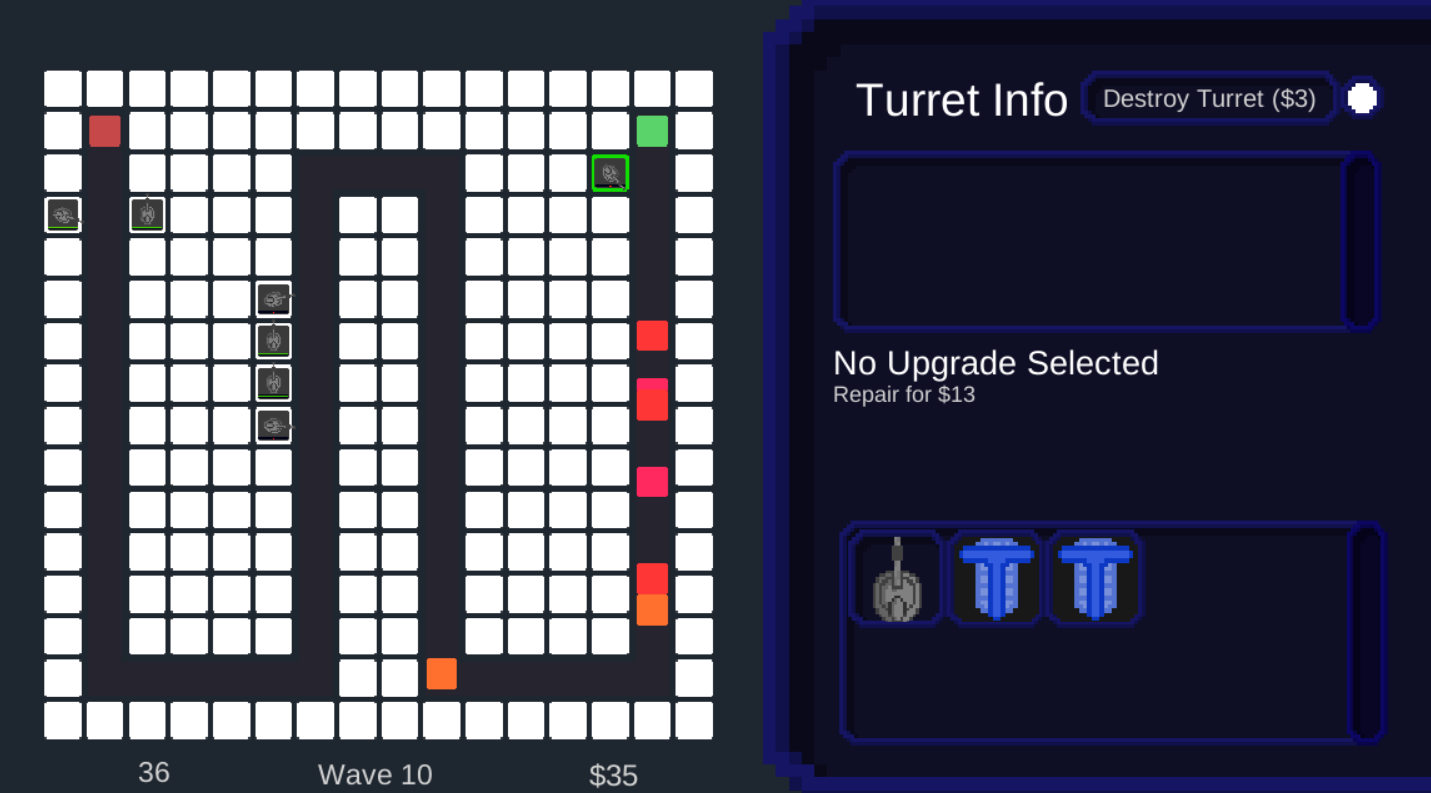 Turret Info
Destroy Turret ($3)
No Upgrade Selected
Repair for $13
36
Wave 10
$35